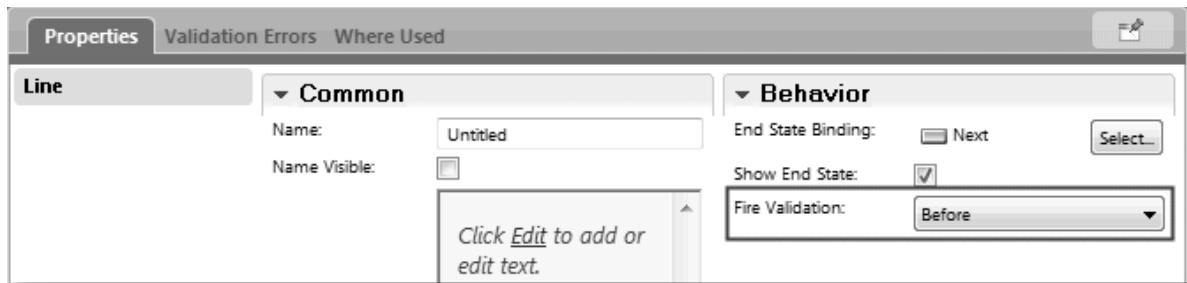 Properties Validation Errors Where Used
Line
Common
Name: Untitled
Name Visible:
Click Edit to add or
edit text.
Behavior
End State Binding: Next Select...
Show End State:
Fire Validation: Before